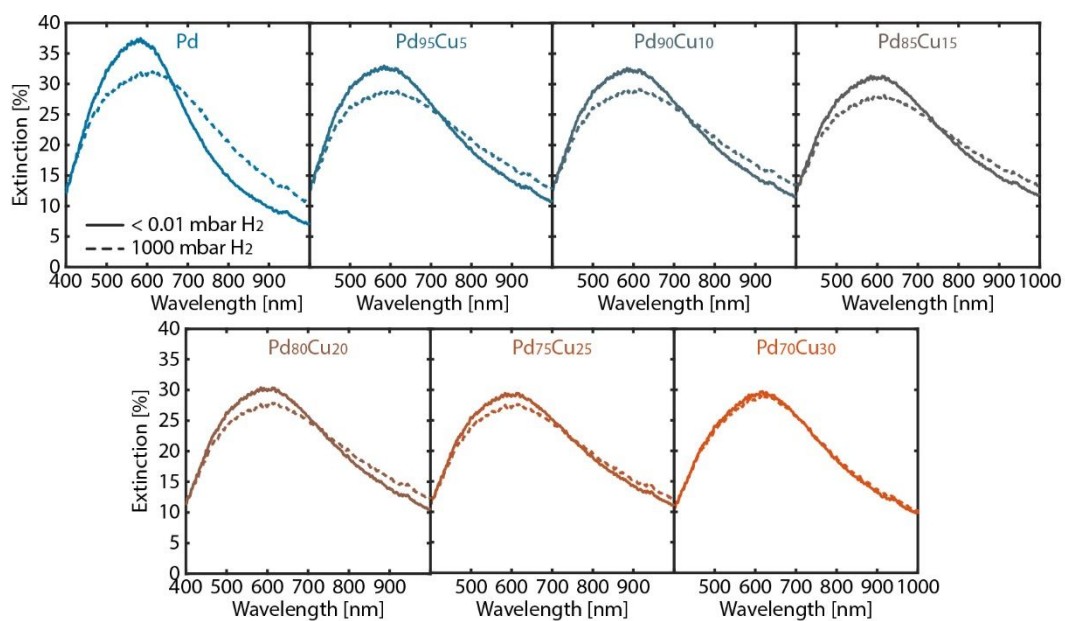 40
35
30
25
20
15
10
5
0
Extinction [%]
Pd
Pd95Cu5
Pd90Cu10
Pd85Cu15
< 0.01 mbar H2
1000 mbar H2
400 500 600 700 800 900
500 600 700 800 900
500 600 700 800 900
500 600 700 800 900 1000
Wavelength [nm]
Wavelength [nm]
Wavelength [nm]
Wavelength [nm]
40
35
30
25
20
15
10
5
0
Extinction [%]
Pd80Cu20
Pd75Cu25
Pd70Cu30
400 500 600 700 800 900
500 600 700 800 900
500 600 700 800 900 1000
Wavelength [nm]
Wavelength [nm]
Wavelength [nm]